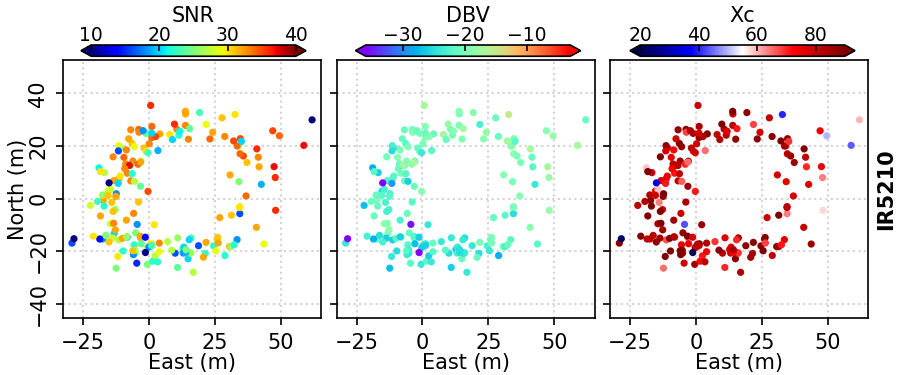 SNR DBV Xc
10 20 30 40 −30 −20 −10 20 40 60 80
40
20
0
−20
−40
North (m)
IR5210
−25 0 25 50 −25 0 25 50 −25 0 25 50
East (m) East (m) East (m)